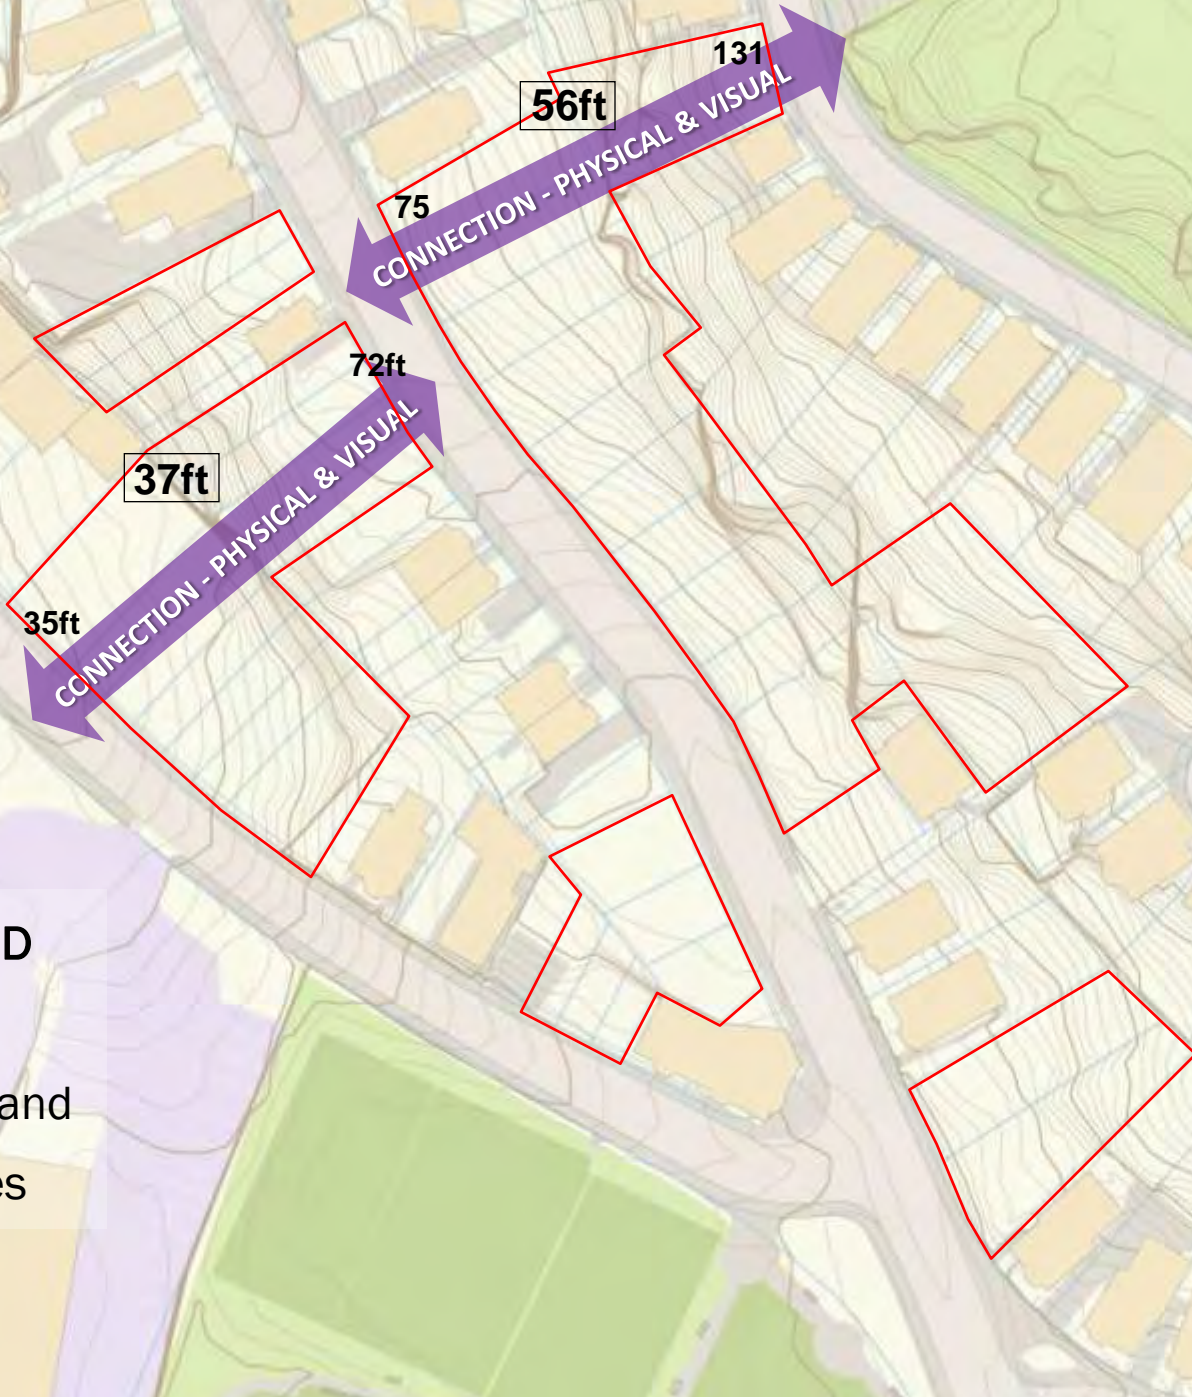 131
56ft
CONNECTION - PHYSICAL & VISUAL
75
72ft
37ft
CONNECTION - PHYSICAL & VISUAL
35ft
D
and
es